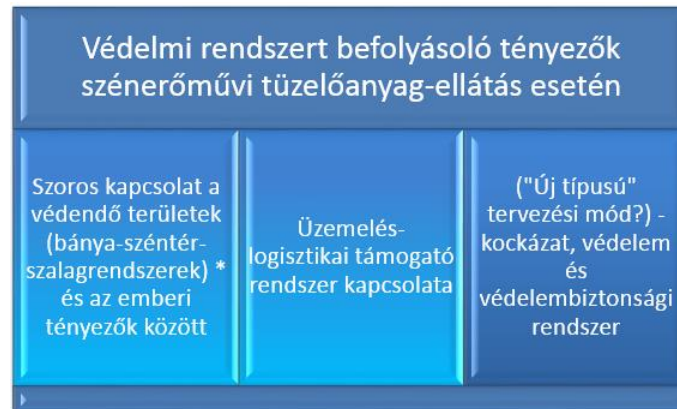 Védelmi rendszert befolyásoló tényezők
szénerőművi tüzelőanyag-ellátás esetén
Szoros kapcsolat a
védendő területek
(bánya-széntér-
szalagrendszerek) *
és az emberi
tényezők között
Üzemelés-
logisztikai támogató
rendszer kapcsolata
("Új típusú"
tervezési mód?) -
kockázat, védelem
és
védelembiztonsági
rendszer